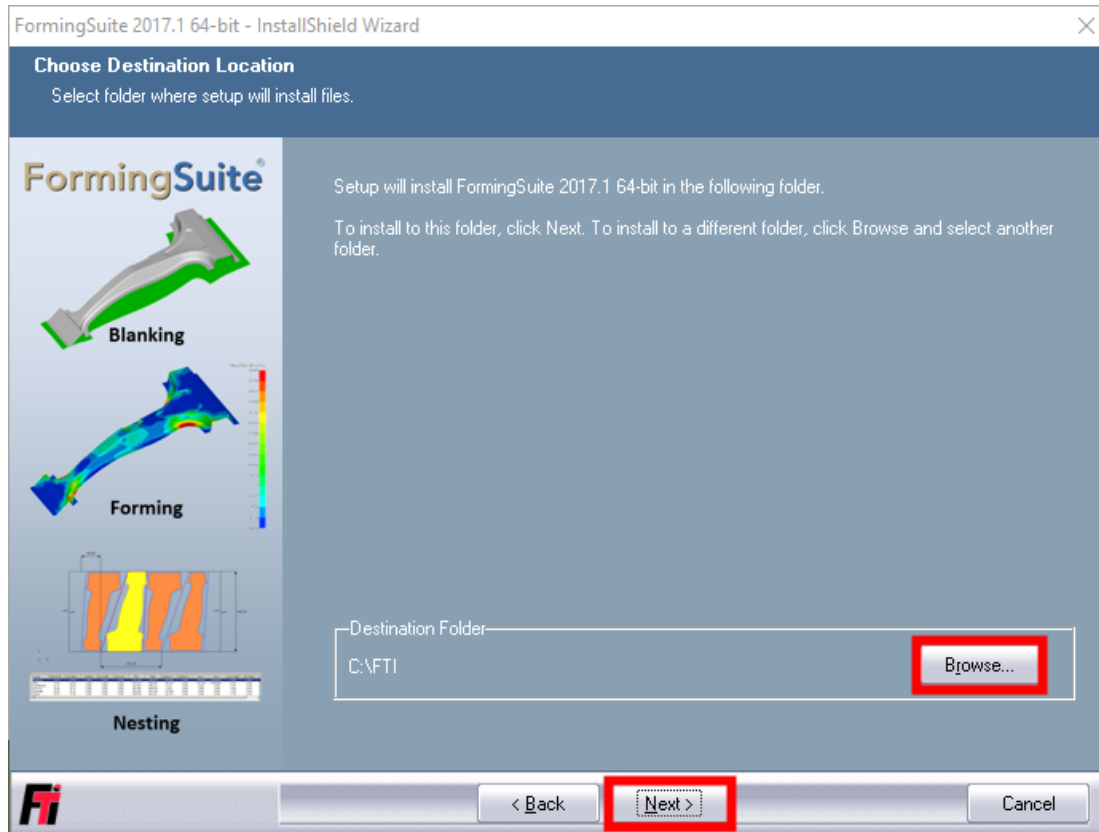 FormingSuite 2017.1 64-bit - InstallShield Wizard
Choose Destination Location
Select folder where setup will install files.
FormingSuite®
Blanking
Forming
Nesting
Setup will install FormingSuite 2017.1 64-bit in the following folder.
To install to this folder, click Next. To install to a different folder, click Browse and select another
folder.
Destination Folder
C:\FTI
Browse...
FTi
< Back
Next >
Cancel